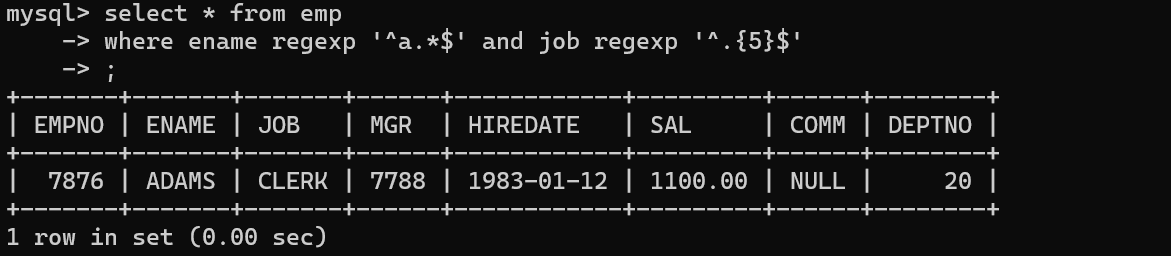 mysql> select * from emp
    -> where ename regexp '^a.*$' and job regexp '^.{5}$'
    -> ;
+-------+-------+-------+------+------------+---------+------+--------+
| EMPNO | ENAME | JOB   | MGR  | HIREDATE   | SAL     | COMM | DEPTNO |
+-------+-------+-------+------+------------+---------+------+--------+
|  7876 | ADAMS | CLERK | 7788 | 1983-01-12 | 1100.00 | NULL |     20 |
+-------+-------+-------+------+------------+---------+------+--------+
1 row in set (0.00 sec)